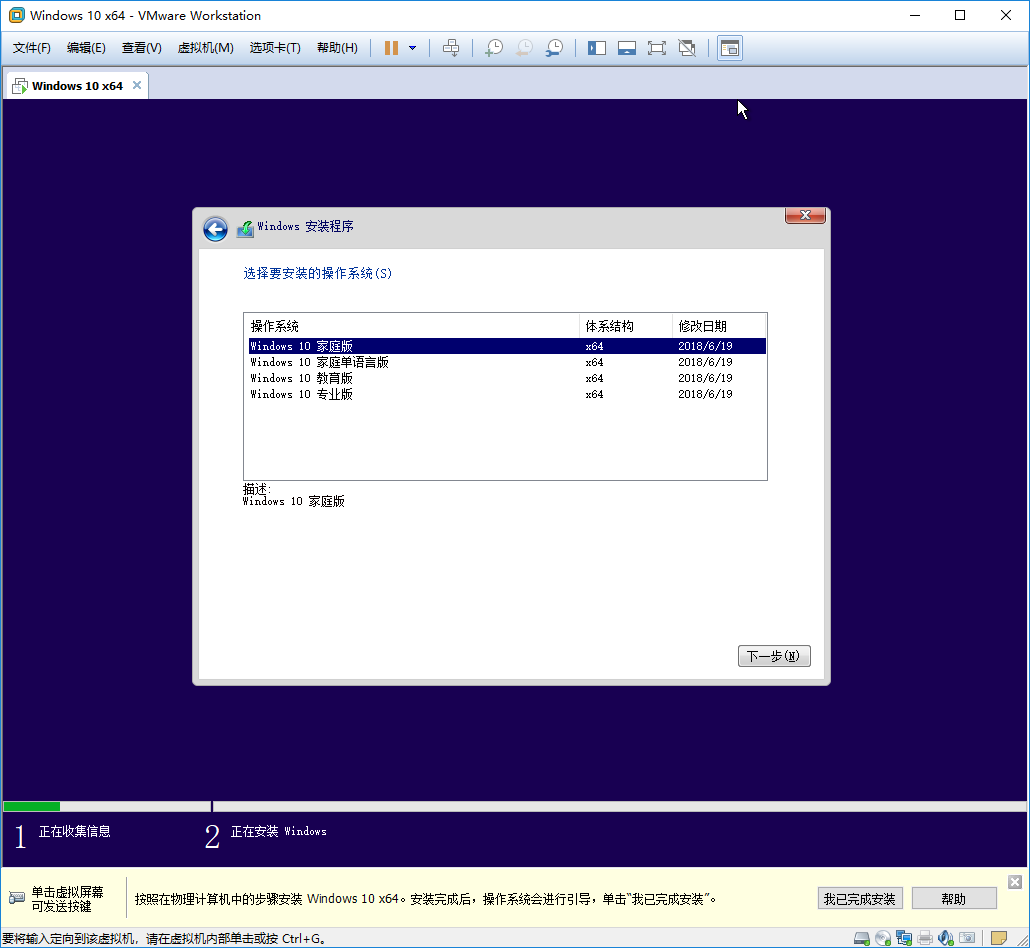 Windows 10 x64 - VMware Workstation
文件(F) 编辑(E) 查看(V) 虚拟机(M) 选项卡(T) 帮助(H)
Windows 10 x64
Windows 安装程序
选择要安装的操作系统(S)
操作系统 体系结构 修改日期
Windows 10 家庭版 x64 2018/6/19
Windows 10 家庭单语言版 x64 2018/6/19
Windows 10 教育版 x64 2018/6/19
Windows 10 专业版 x64 2018/6/19
描述:
Windows 10 家庭版
下一步(N)
1 正在收集信息 2 正在安装 Windows
单击虚拟屏幕
可发送按键
按照在物理计算机中的步骤安装 Windows 10 x64。安装完成后，操作系统会进行引导，单击“我已完成安装”。
我已完成安装 帮助
要将输入定向到该虚拟机，请在虚拟机内部单击或按 Ctrl+G。